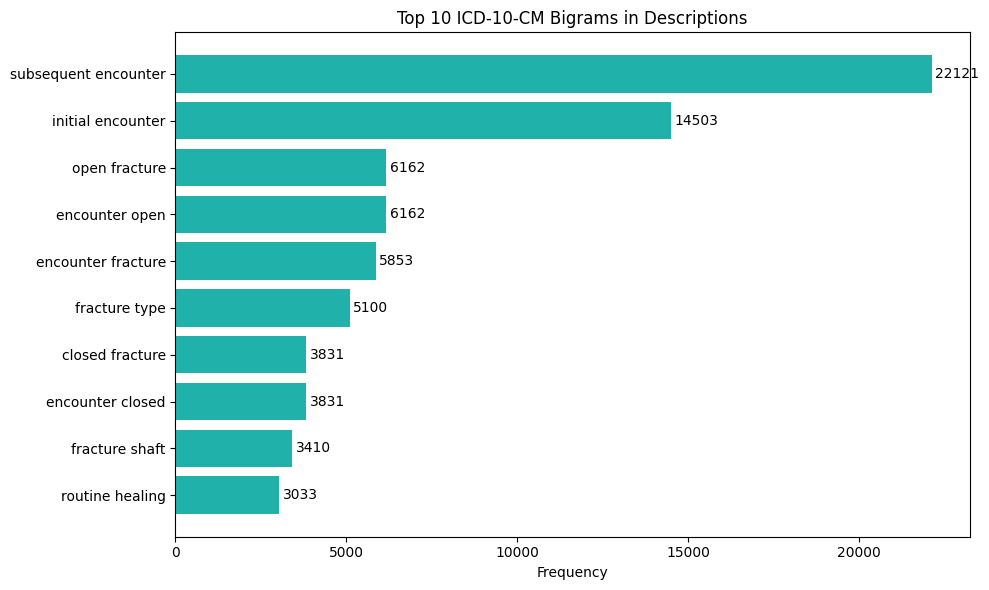 Top 10 ICD-10-CM Bigrams in Descriptions
subsequent encounter 22121
initial encounter 14503
open fracture 6162
encounter open 6162
encounter fracture 5853
fracture type 5100
closed fracture 3831
encounter closed 3831
fracture shaft 3410
routine healing 3033
0 5000 10000 15000 20000
Frequency